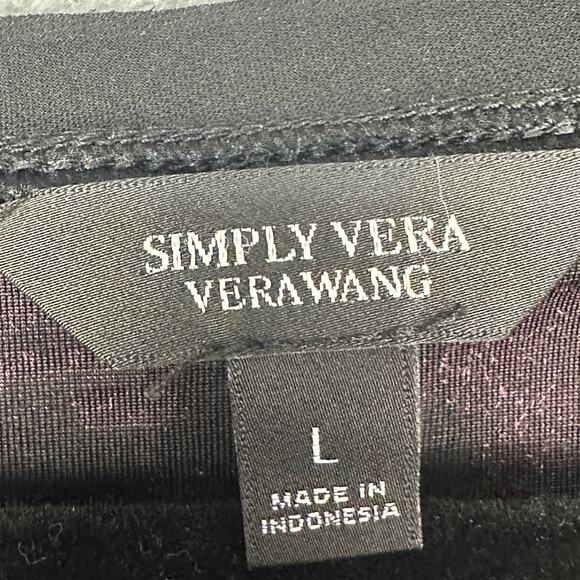 SIMPLY VERA
VERAWANG
L
MADE IN
INDONESIA